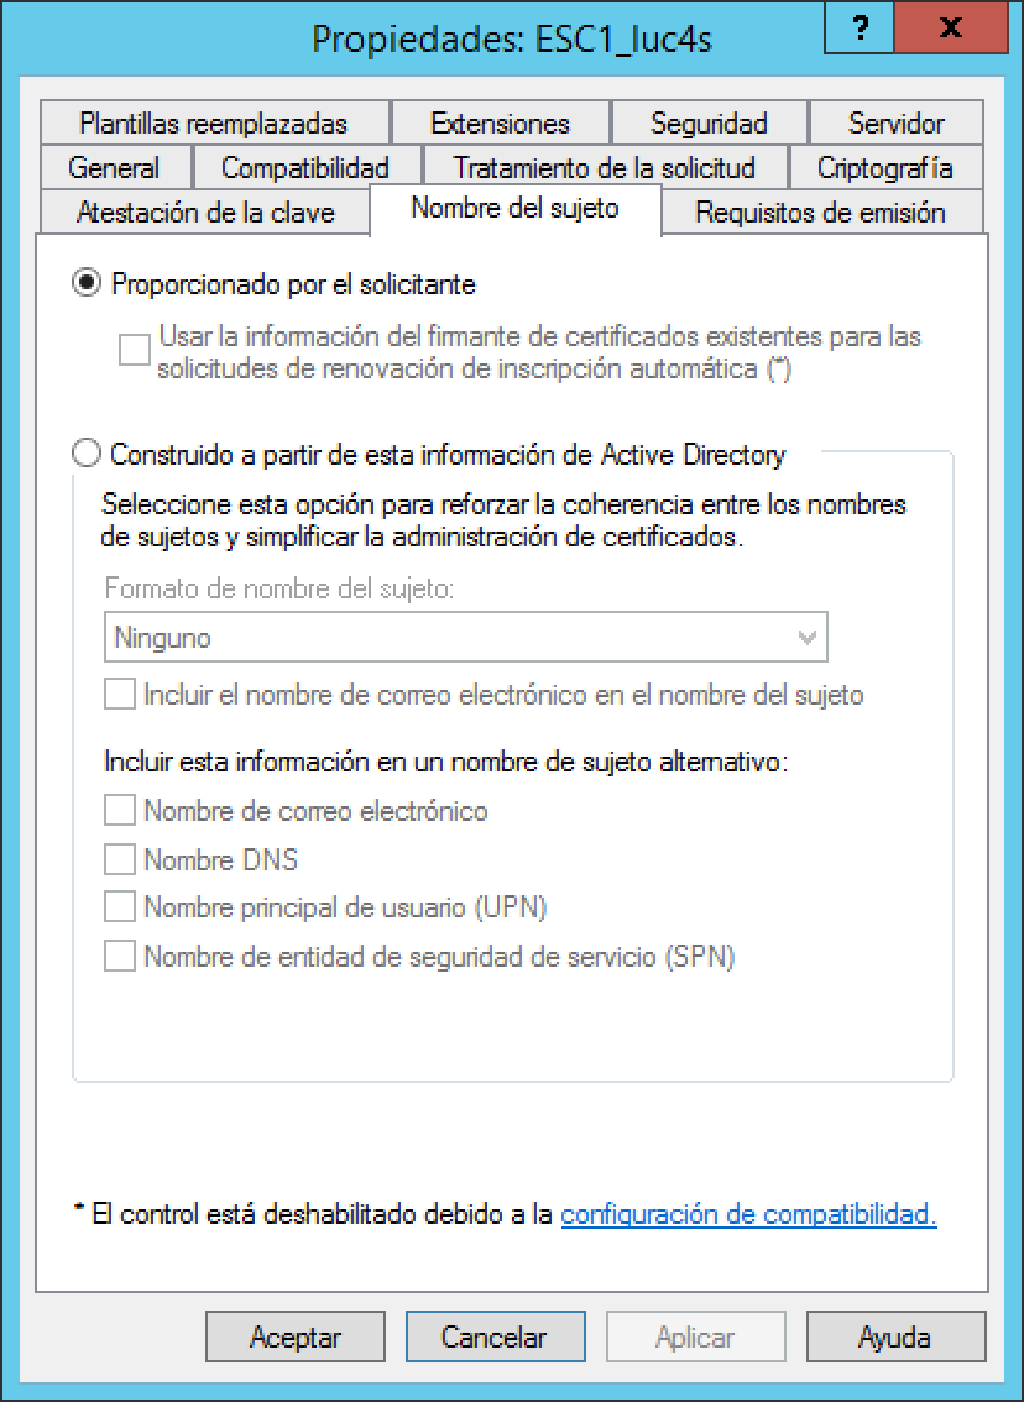 Propiedades: ESC1_luc4s
?
x
Plantillas reemplazadas
Extensiones
Seguridad
Servidor
General
Compatibilidad
Tratamiento de la solicitud
Criptografía
Atestación de la clave
Nombre del sujeto
Requisitos de emisión
Proporcionado por el solicitante
Usar la información del firmante de certificados existentes para las
solicitudes de renovación de inscripción automática (*)
Construido a partir de esta información de Active Directory
Seleccione esta opción para reforzar la coherencia entre los nombres
de sujetos y simplificar la administración de certificados.
Formato de nombre del sujeto:
Ninguno
Incluir el nombre de correo electrónico en el nombre del sujeto
Incluir esta información en un nombre de sujeto alternativo:
Nombre de correo electrónico
Nombre DNS
Nombre principal de usuario (UPN)
Nombre de entidad de seguridad de servicio (SPN)
* El control está deshabilitado debido a la configuración de compatibilidad.
Aceptar
Cancelar
Aplicar
Ayuda